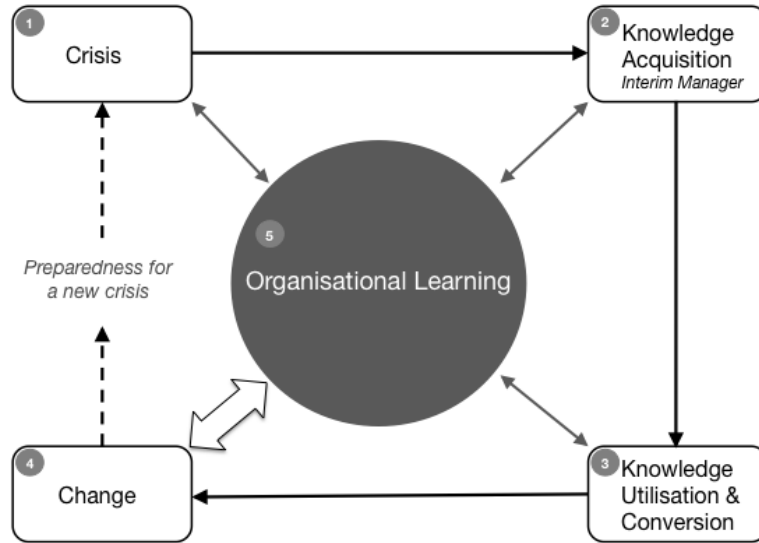 1
Crisis
2
Knowledge
Acquisition
Interim Manager
Preparedness for
a new crisis
5
Organisational Learning
4
Change
3
Knowledge
Utilisation &
Conversion